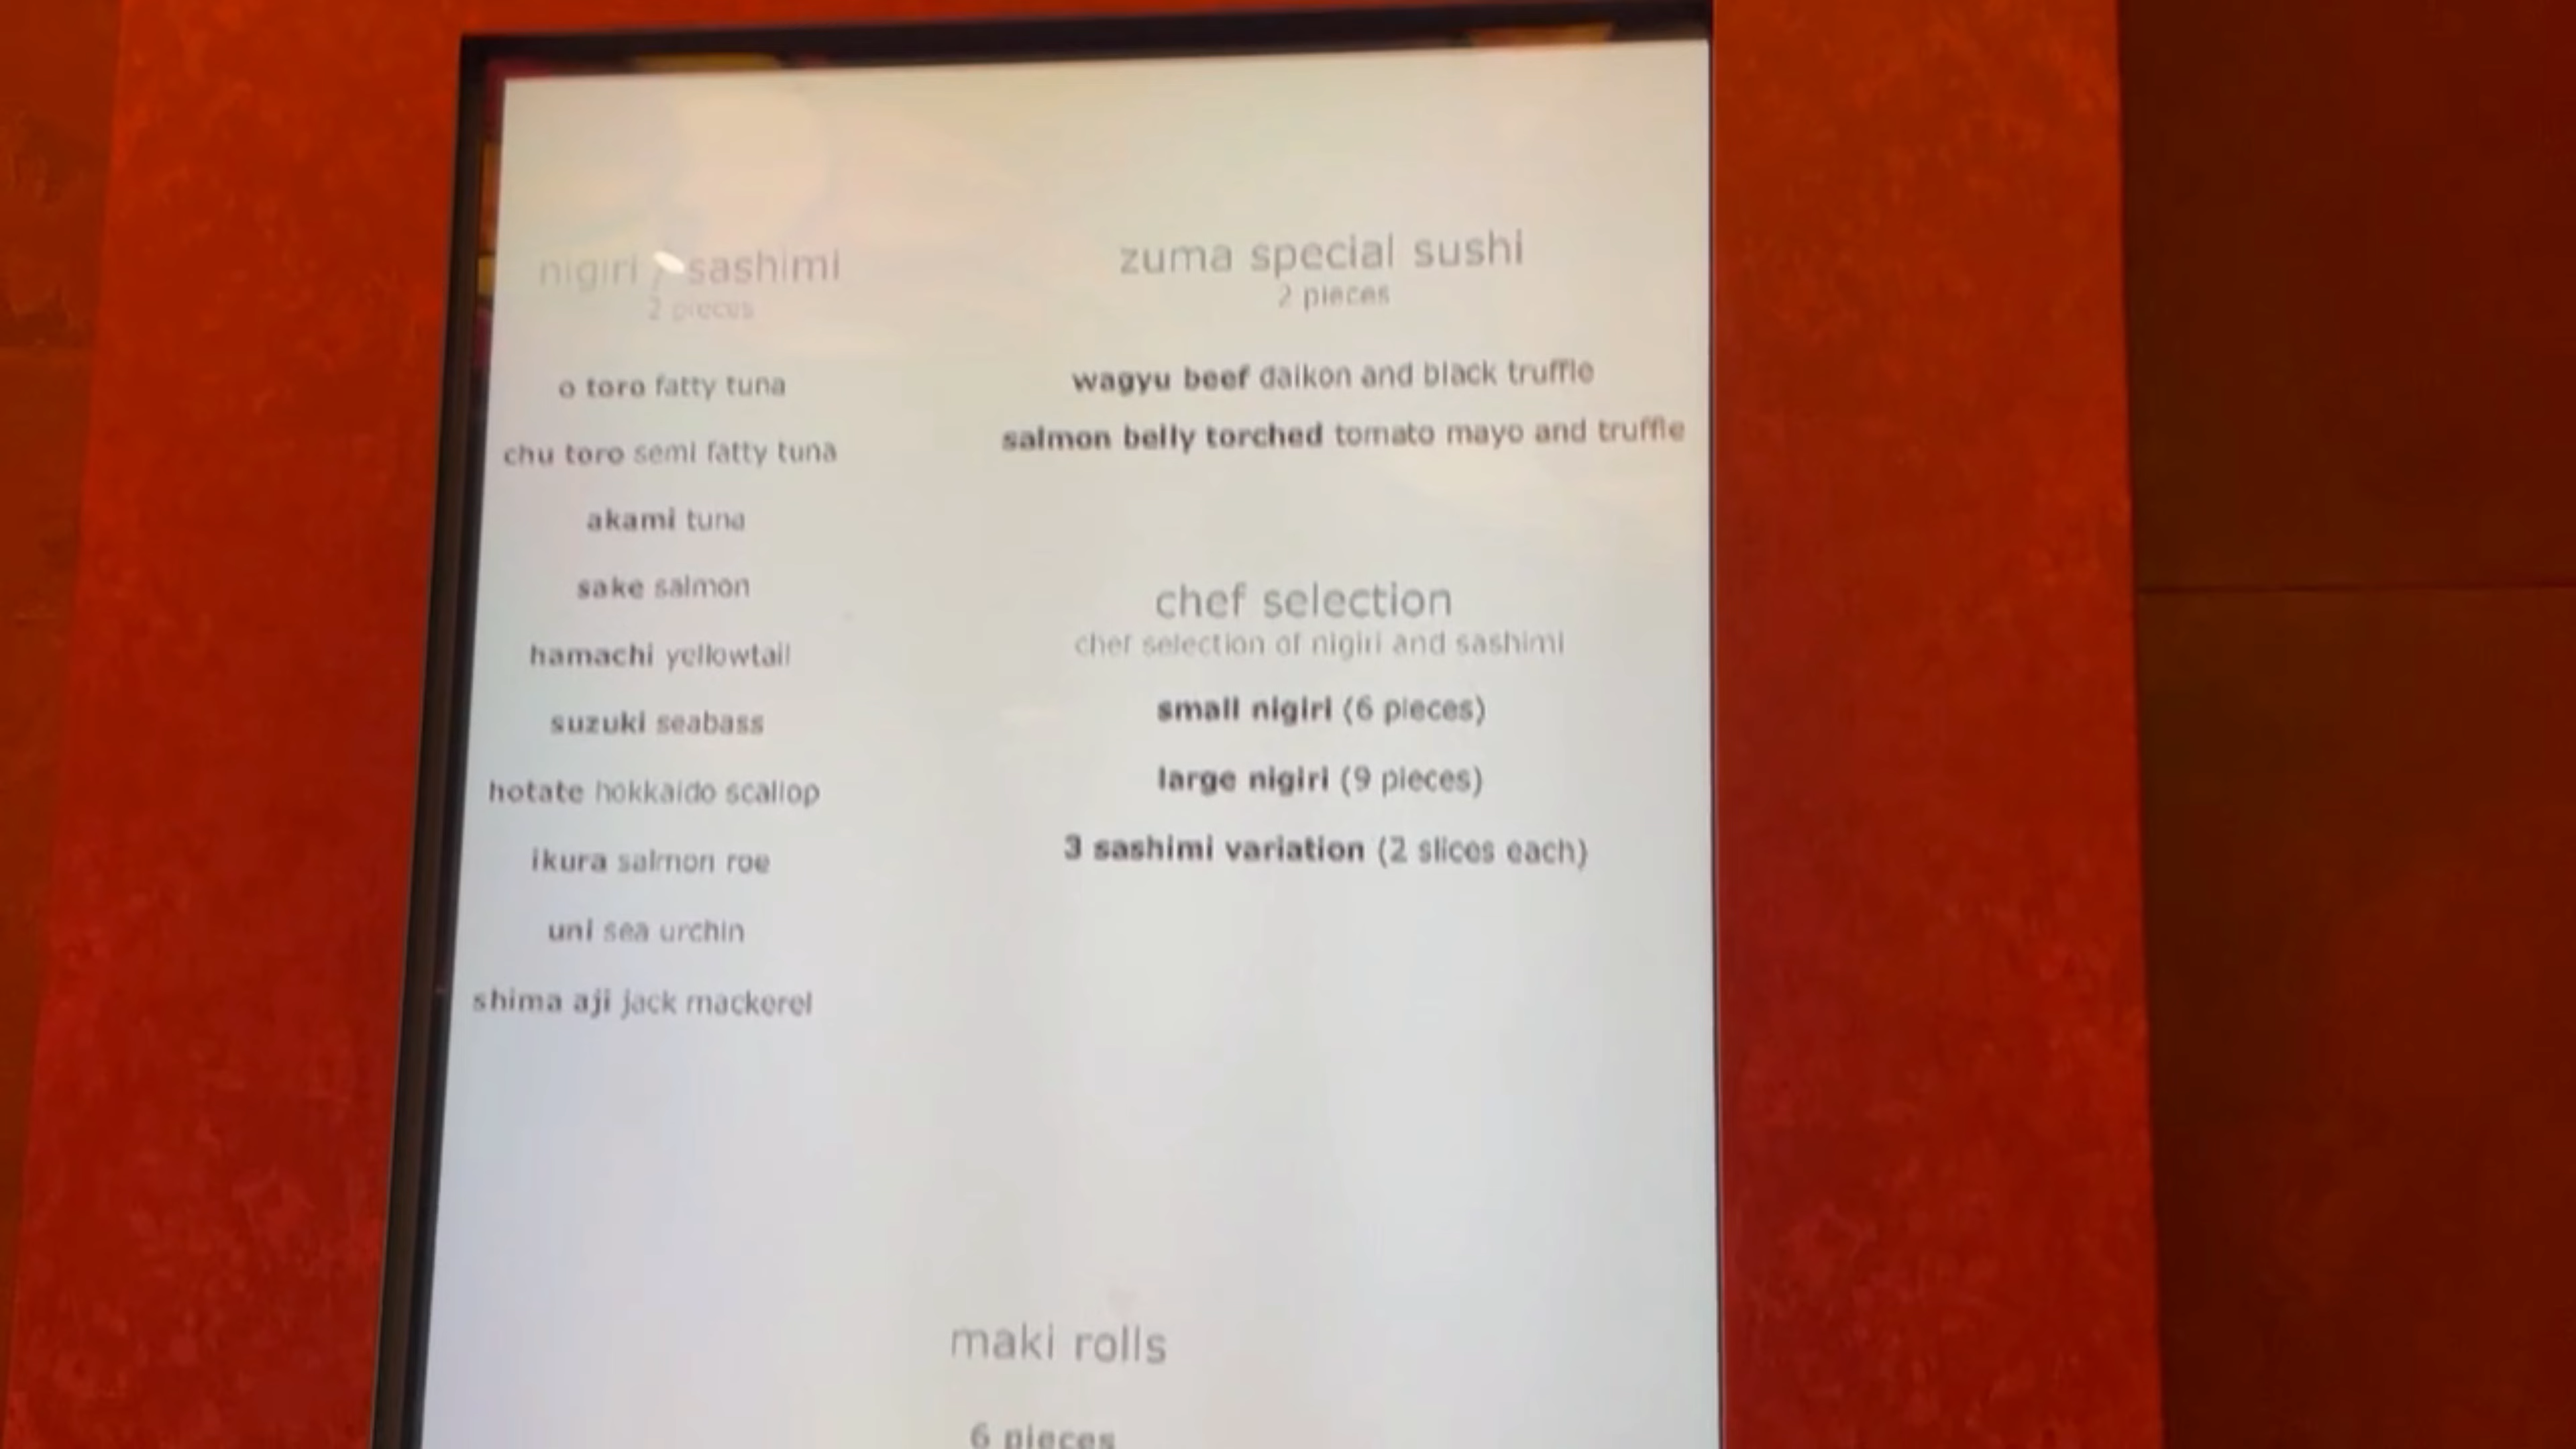 nigiri / sashimi
2 pieces
o toro fatty tuna
chu toro semi fatty tuna
akami tuna
sake salmon
hamachi yellowtail
suzuki seabass
hotate hokkaido scallop
ikura salmon roe
uni sea urchin
shima aji jack mackerel
zuma special sushi
2 pieces
wagyu beef daikon and black truffle
salmon belly torched tomato mayo and truffle
chef selection
chef selection of nigiri and sashimi
small nigiri (6 pieces)
large nigiri (9 pieces)
3 sashimi variation (2 slices each)
maki rolls
6 pieces